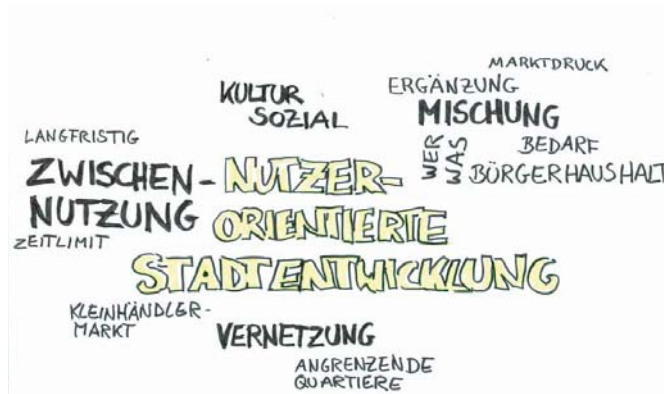 MARKTDRUCK
KULTUR
SOZIAL
ERGÄNZUNG
MISCHUNG
LANGFRISTIG
WER
WAS
BEDARF
BÜRGERHAUSHALT
ZWISCHEN-
NUTZUNG
ZEITLIMIT
NUTZER-
ORIENTIERTE
STADTENTWICKLUNG
KLEINHÄNDLER-
MARKT
VERNETZUNG
ANGRENZENDE
QUARTIERE